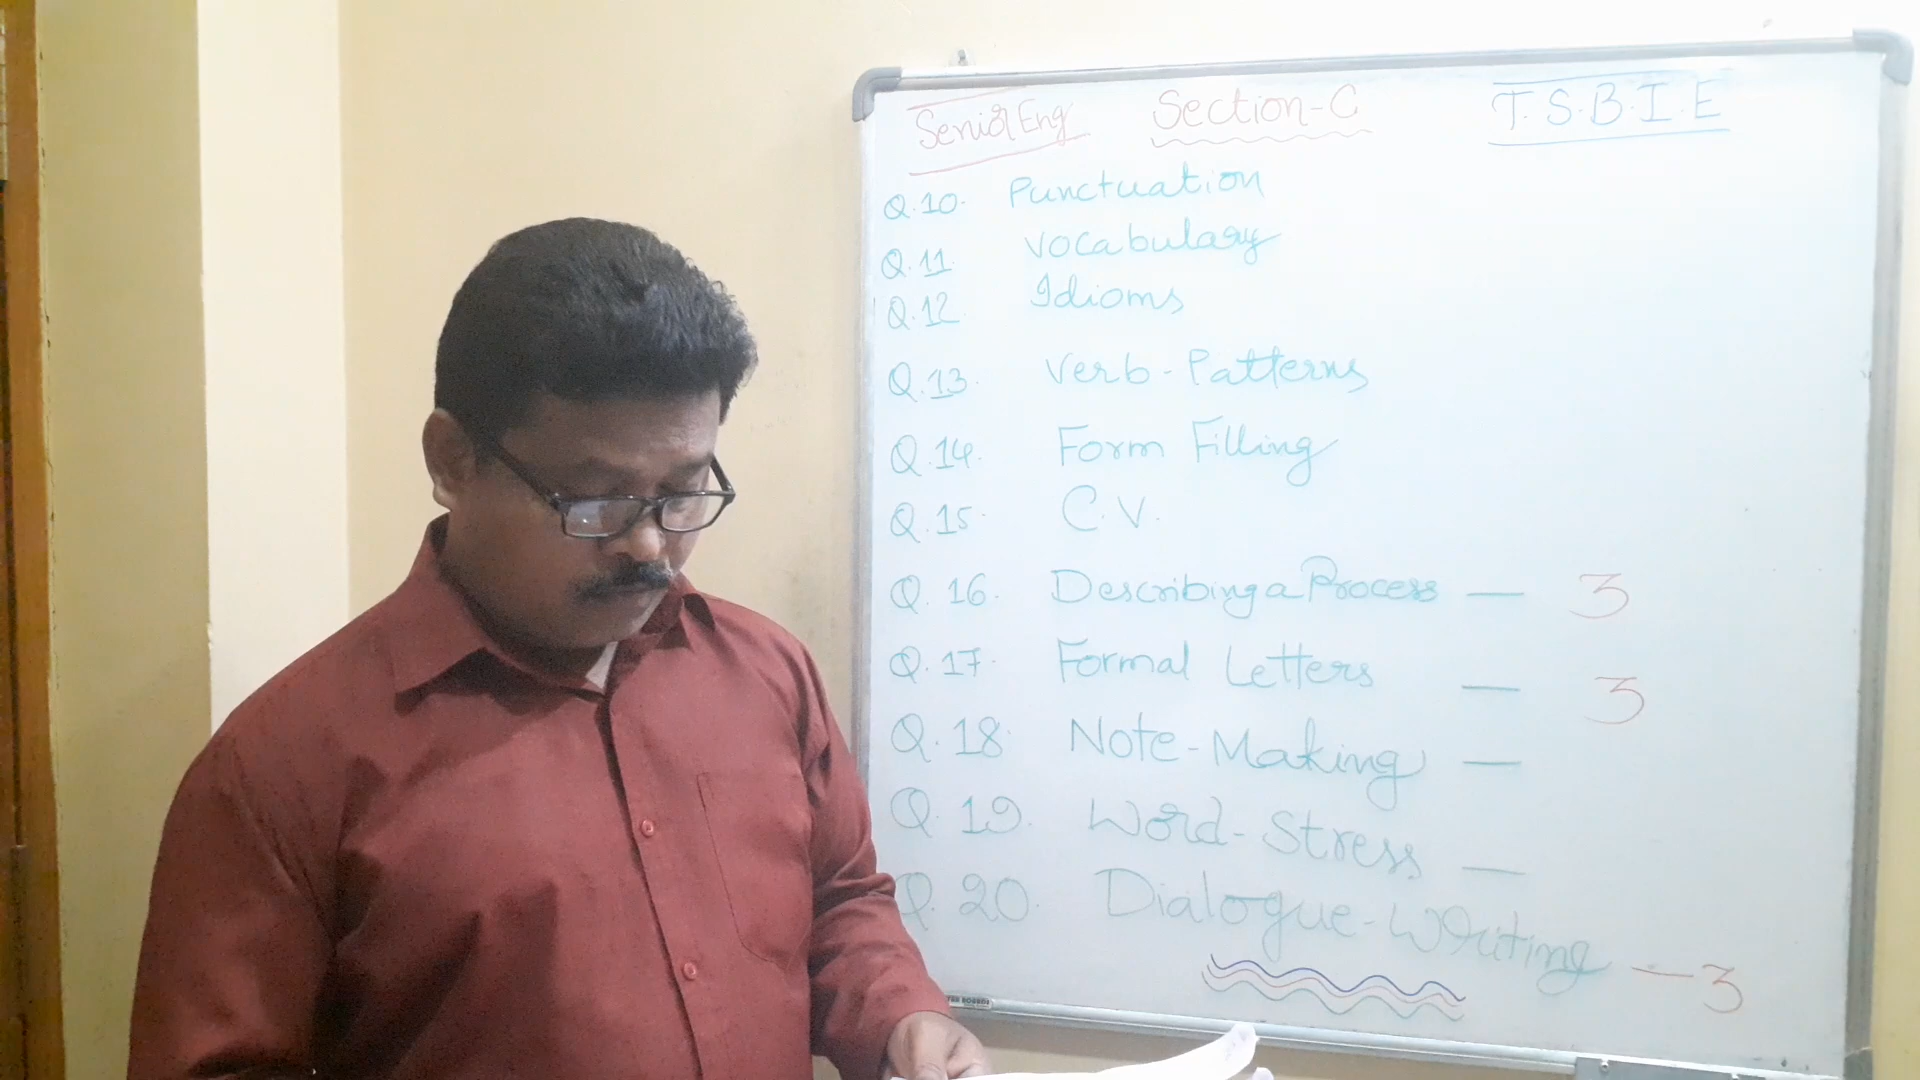 Senior Eng Section-C T.S.B.I.E
Q.10. Punctuation
Q.11. Vocabulary
Q.12. Idioms
Q.13. Verb-Patterns
Q.14. Form Filling
Q.15. C.V.
Q.16. Describing a Process — 3
Q.17. Formal Letters — 3
Q.18. Note-Making —
Q.19. Word-Stress —
Q.20. Dialogue-Writing — 3